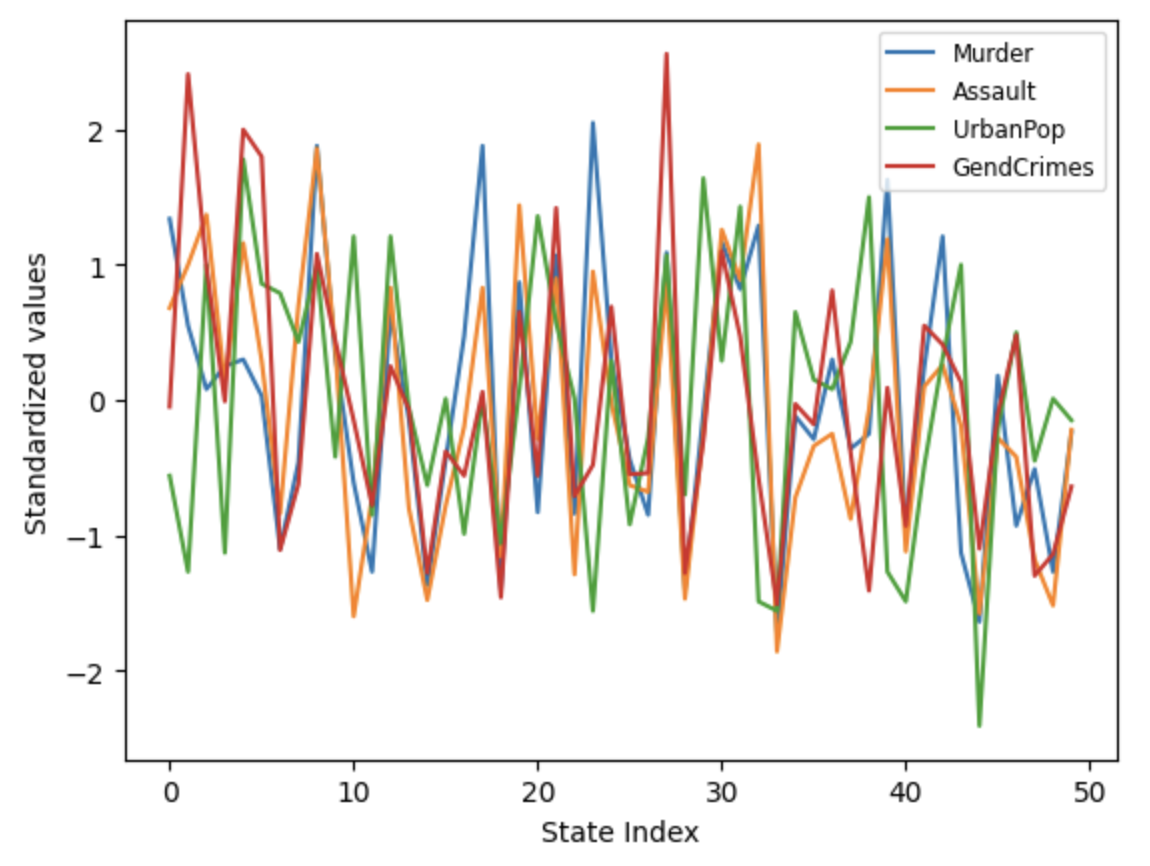 Murder
Assault
UrbanPop
GendCrimes
2
1
0
−1
−2
Standardized values
0 10 20 30 40 50
State Index